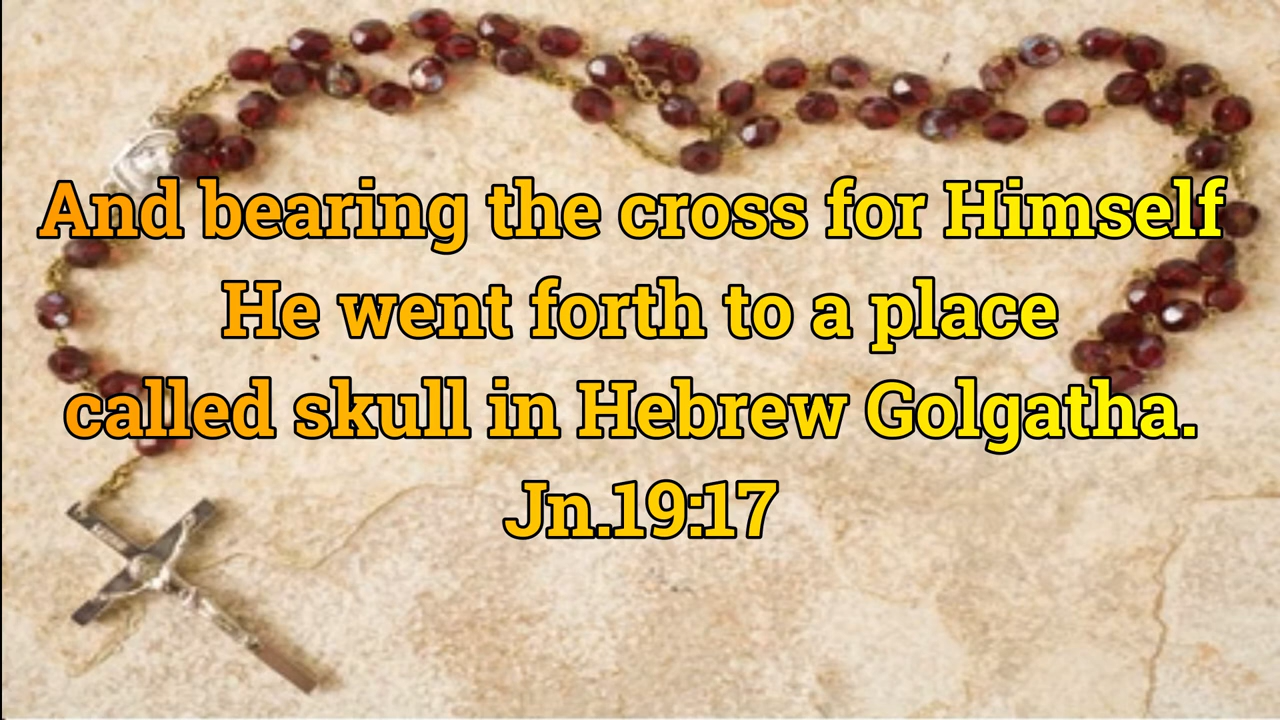 And bearing the cross for Himself
He went forth to a place
called skull in Hebrew Golgatha.
Jn.19:17